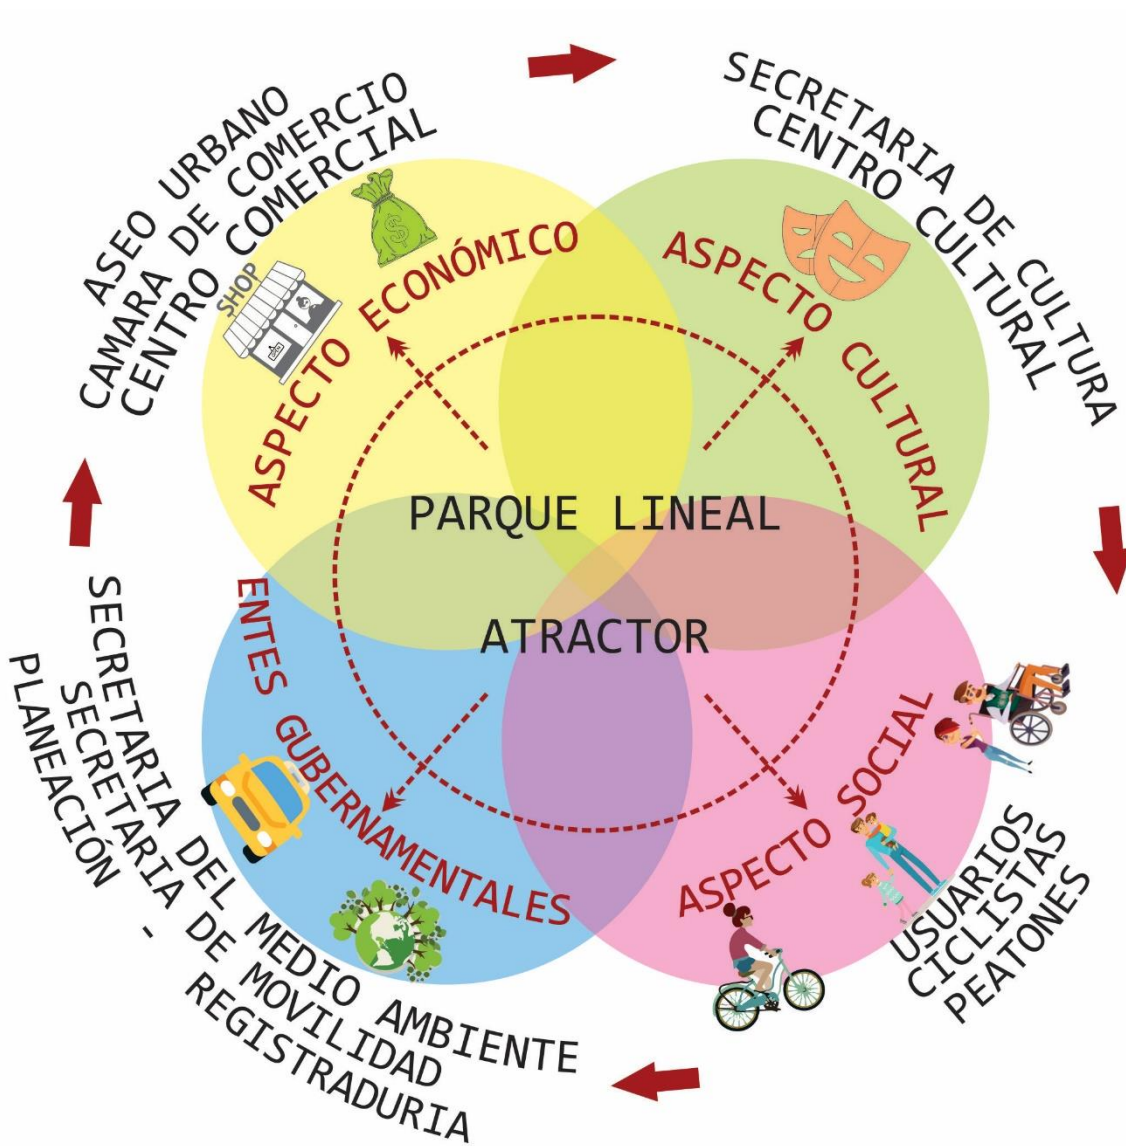 ASEO URBANO
CAMARA DE COMERCIO
CENTRO COMERCIAL
SHOP
ASPECTO ECONÓMICO
SECRETARIA DE CULTURA
CENTRO CULTURAL
ASPECTO CULTURAL
PARQUE LINEAL
ATRACTOR
ENTES GUBERNAMENTALES
SECRETARIA DEL MEDIO AMBIENTE
SECRETARIA DE MOVILIDAD
PLANEACIÓN - REGISTRADURIA
ASPECTO SOCIAL
USUARIOS
CICLISTAS
PEATONES